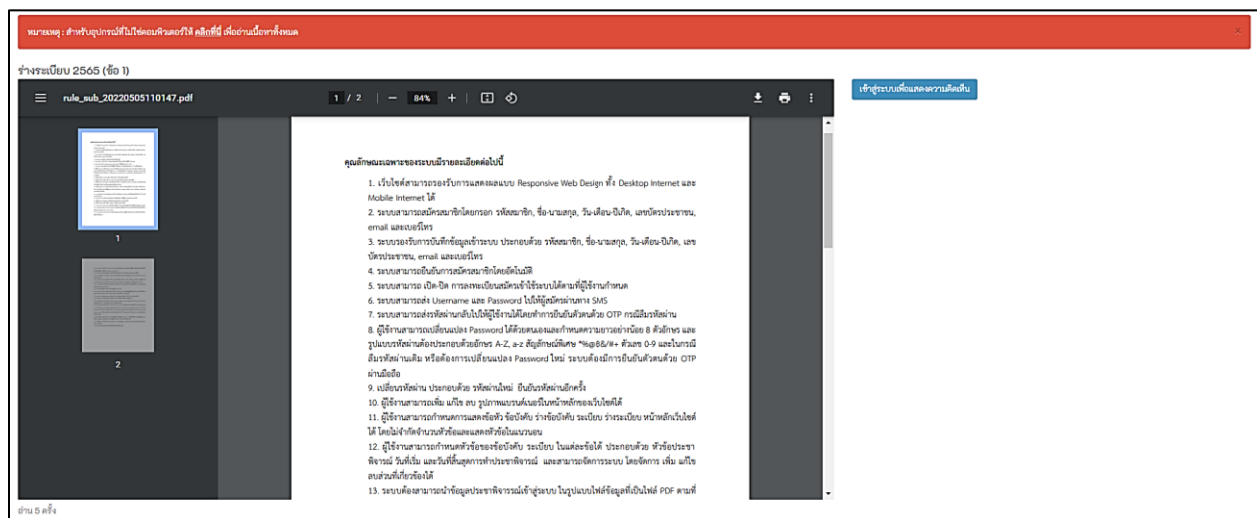 หมายเหตุ : สำหรับอุปกรณ์ที่ไม่ใช่คอมพิวเตอร์ให้ คลิกที่นี่ เพื่ออ่านเนื้อหาทั้งหมด ×
ร่างระเบียบ 2565 (ข้อ 1)
rule_sub_20220505110147.pdf 1 / 2 | − 84% +
เข้าสู่ระบบเพื่อแสดงความคิดเห็น
1
2
คุณลักษณะเฉพาะของระบบมีรายละเอียดต่อไปนี้
1. เว็บไซต์สามารถรองรับการแสดงผลแบบ Responsive Web Design ทั้ง Desktop Internet และ
Mobile Internet ได้
2. ระบบสามารถสมัครสมาชิกโดยกรอก รหัสสมาชิก, ชื่อ-นามสกุล, วัน-เดือน-ปีเกิด, เลขบัตรประชาชน,
email และเบอร์โทร
3. ระบบรองรับการบันทึกข้อมูลเข้าระบบ ประกอบด้วย รหัสสมาชิก, ชื่อ-นามสกุล, วัน-เดือน-ปีเกิด, เลข
บัตรประชาชน, email และเบอร์โทร
4. ระบบสามารถยืนยันการสมัครสมาชิกโดยอัตโนมัติ
5. ระบบสามารถ เปิด-ปิด การลงทะเบียนสมัครเข้าใช้ระบบได้ตามที่ผู้ใช้งานกำหนด
6. ระบบสามารถส่ง Username และ Password ไปให้ผู้สมัครผ่านทาง SMS
7. ระบบสามารถส่งรหัสผ่านกลับไปให้ผู้ใช้งานได้โดยทำการยืนยันตัวตนด้วย OTP กรณีลืมรหัสผ่าน
8. ผู้ใช้งานสามารถเปลี่ยนแปลง Password ได้ด้วยตนเองและกำหนดความยาวอย่างน้อย 8 ตัวอักษร และ
รูปแบบรหัสผ่านต้องประกอบด้วยอักษร A-Z, a-z สัญลักษณ์พิเศษ *%@฿&/#+ ตัวเลข 0-9 และในกรณี
ลืมรหัสผ่านเดิม หรือต้องการเปลี่ยนแปลง Password ใหม่ ระบบต้องมีการยืนยันตัวตนด้วย OTP
ผ่านมือถือ
9. เปลี่ยนรหัสผ่าน ประกอบด้วย รหัสผ่านใหม่ ยืนยันรหัสผ่านอีกครั้ง
10. ผู้ใช้งานสามารถเพิ่ม แก้ไข ลบ รูปภาพแบรนด์เนอร์ในหน้าหลักของเว็บไซต์ได้
11. ผู้ใช้งานสามารถกำหนดการแสดงข้อหัว ข้อบังคับ ร่างข้อบังคับ ระเบียบ ร่างระเบียบ หน้าหลักเว็บไซต์
ได้ โดยไม่จำกัดจำนวนหัวข้อและแสดงหัวข้อในแนวนอน
12. ผู้ใช้งานสามารถกำหนดหัวข้อของข้อบังคับ ระเบียบ ในแต่ละข้อได้ ประกอบด้วย หัวข้อประชา
พิจารณ์ วันที่เริ่ม และวันที่สิ้นสุดการทำประชาพิจารณ์ และสามารถจัดการระบบ โดยจัดการ เพิ่ม แก้ไข
ลบส่วนที่เกี่ยวข้องได้
13. ระบบต้องสามารถนำข้อมูลประชาพิจารรณ์เข้าสู่ระบบ ในรูปแบบไฟล์ข้อมูลที่เป็นไฟล์ PDF ตามที่
อ่าน 5 ครั้ง